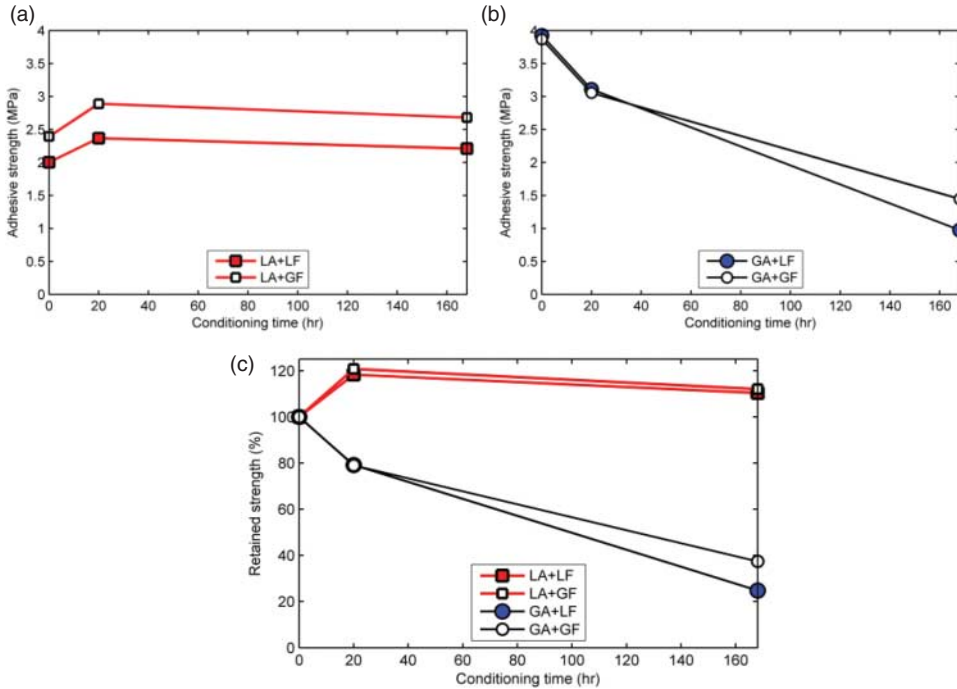 (a)
4
3.5
3
2.5
2
1.5
1
0.5
0
Adhesive strength (MPa)
LA+LF
LA+GF
0 20 40 60 80 100 120 140 160
Conditioning time (hr)
(b)
4
3.5
3
2.5
2
1.5
1
0.5
0
Adhesive strength (MPa)
GA+LF
GA+GF
0 20 40 60 80 100 120 140 160
Conditioning time (hr)
(c)
120
100
80
60
40
20
0
Retained strength (%)
LA+LF
LA+GF
GA+LF
GA+GF
0 20 40 60 80 100 120 140 160
Conditioning time (hr)